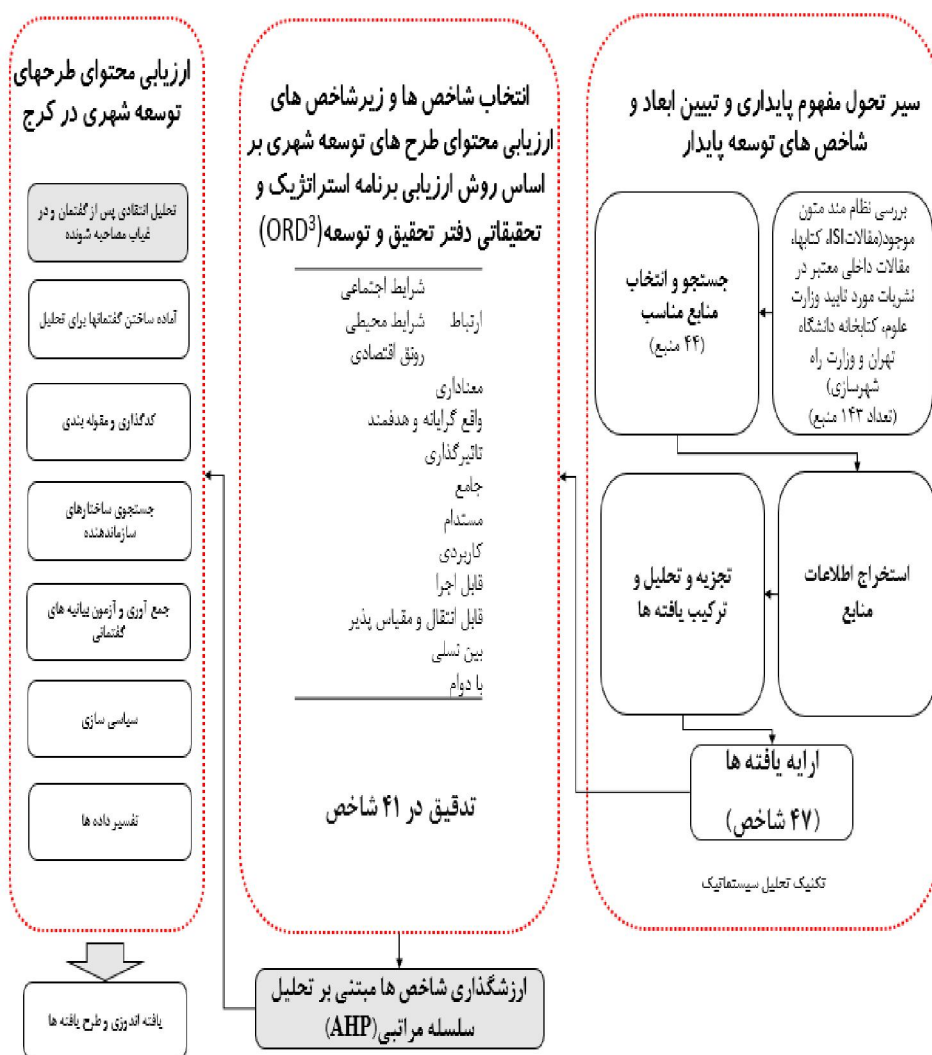 سیر تحول مفهوم پایداری و تبیین ابعاد و
شاخص های توسعه پایدار
بررسی نظام مند متون
موجود(مقالاتISI، کتابها،
مقالات داخلی معتبر در
نشریات مورد تایید وزارت
علوم، کتابخانه دانشگاه
تهران و وزارت راه
شهرسازی)
(تعداد ۱۴۳ منبع)
جستجو و انتخاب
منابع مناسب
(۴۴ منبع)
استخراج اطلاعات
منابع
تجزیه و تحلیل و
ترکیب یافته ها
ارایه یافته ها
(۴۷ شاخص)
تکنیک تحلیل سیستماتیک
انتخاب شاخص ها و زیرشاخص های
ارزیابی محتوای طرح های توسعه شهری بر
اساس روش ارزیابی برنامه استراتژیک و
تحقیقاتی دفتر تحقیق و توسعه(ORD³)
شرایط اجتماعی
ارتباط شرایط محیطی
رونق اقتصادی
معناداری
واقع گرایانه و هدفمند
تاثیرگذاری
جامع
مستدام
کاربردی
قابل اجرا
قابل انتقال و مقیاس پذیر
بین نسلی
با دوام
تدقیق در ۴۱ شاخص
ارزشگذاری شاخص ها مبتنی بر تحلیل
سلسله مراتبی(AHP)
ارزیابی محتوای طرحهای
توسعه شهری در کرج
تحلیل انتقادی پس از گفتمان و در
غیاب مصاحبه شونده
آماده ساختن گفتمانها برای تحلیل
کدگذاری و مقوله بندی
جستجوی ساختارهای
سازماندهنده
جمع آوری و آزمون بیانیه های
گفتمانی
سیاسی سازی
تفسیر داده ها
یافته اندوزی و طرح یافته ها